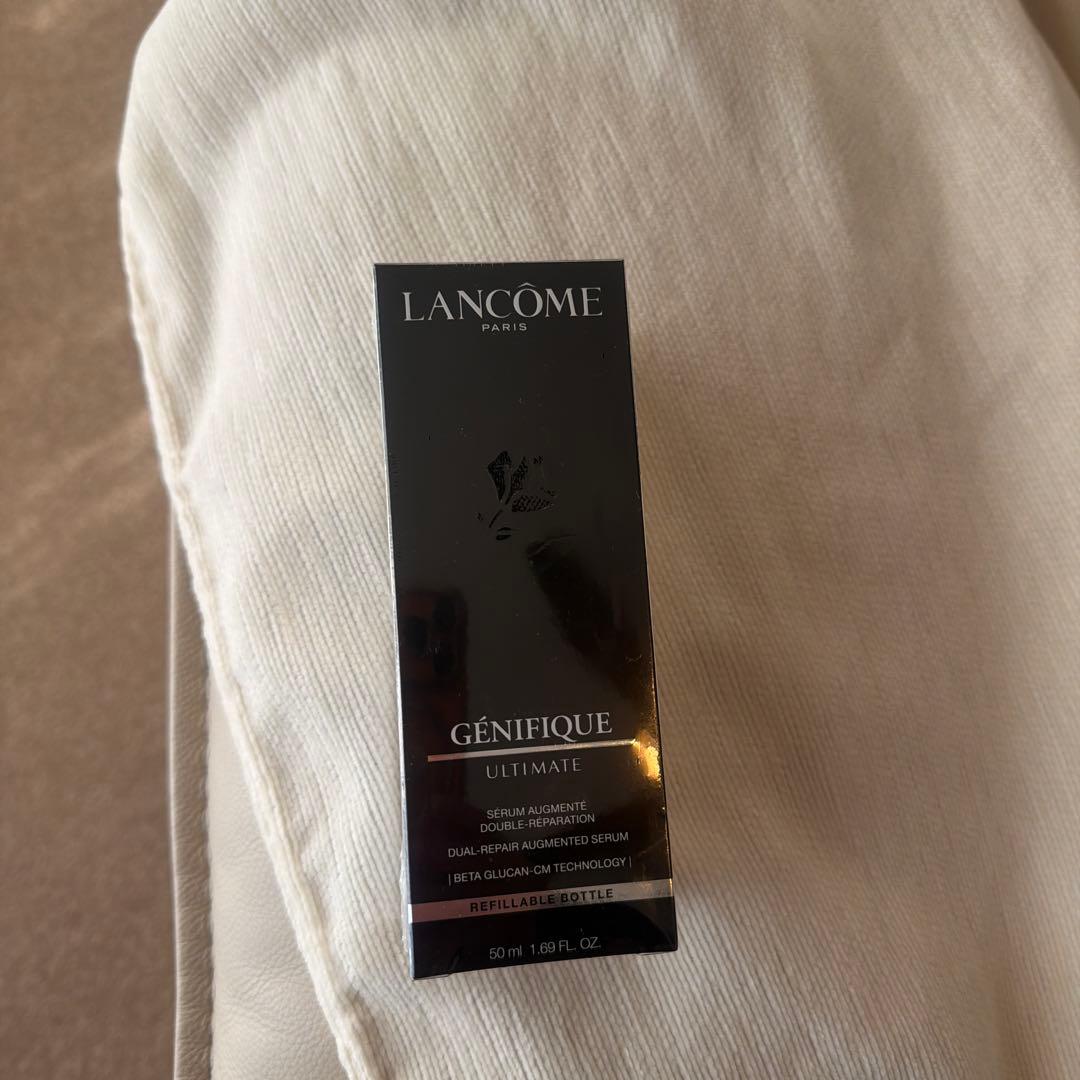 LANCÔME
PARIS
GÉNIFIQUE
ULTIMATE
SÉRUM AUGMENTÉ
DOUBLE-RÉPARATION
DUAL-REPAIR AUGMENTED SERUM
| BETA GLUCAN-CM TECHNOLOGY |
REFILLABLE BOTTLE
50 ml 1.69 FL. OZ.